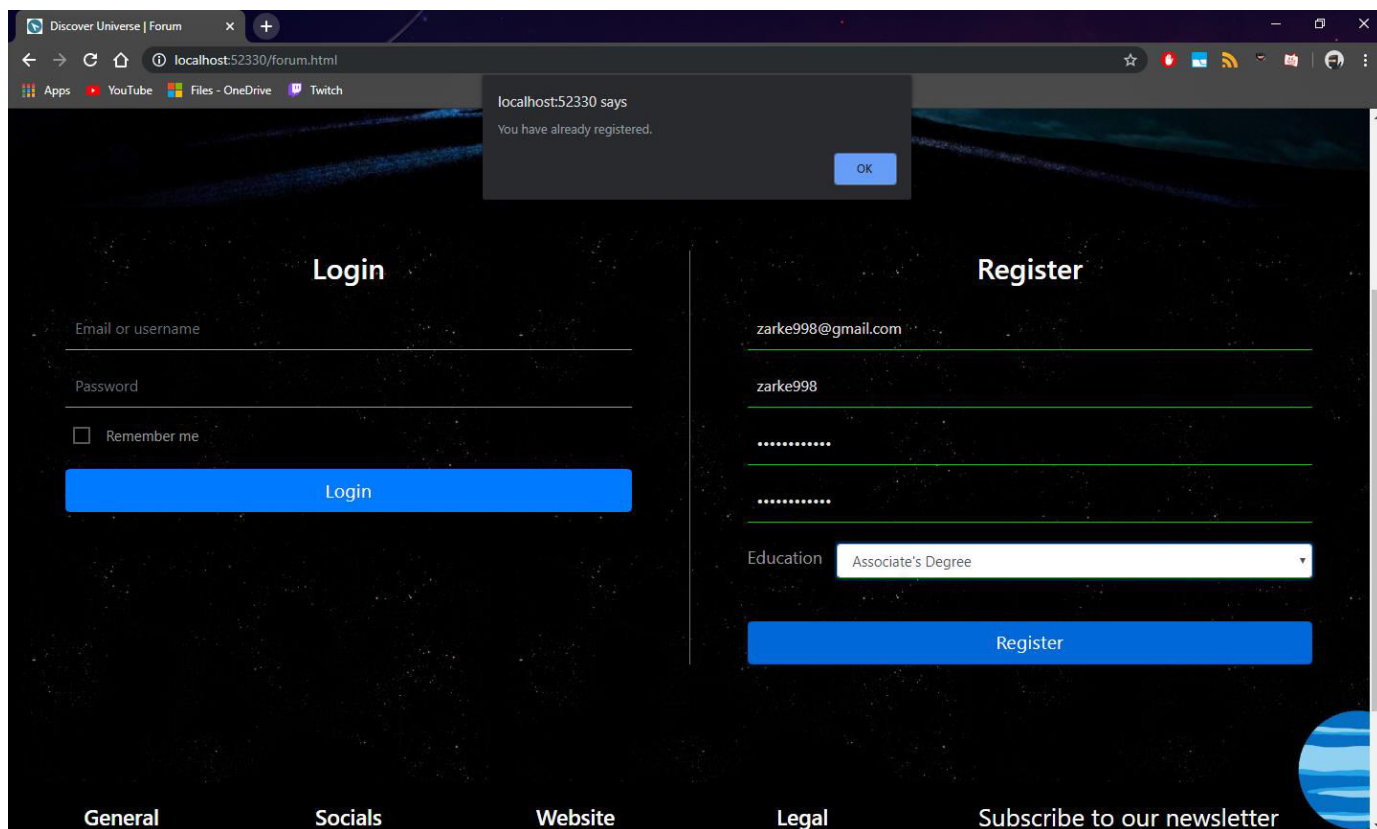 Discover Universe | Forum
localhost:52330/forum.html
Apps YouTube Files - OneDrive Twitch
localhost:52330 says
You have already registered.
OK
Login
Email or username
Password
Remember me
Login
Register
zarke998@gmail.com
zarke998
••••••••••••
••••••••••••
Education Associate's Degree
Register
General Socials Website Legal Subscribe to our newsletter